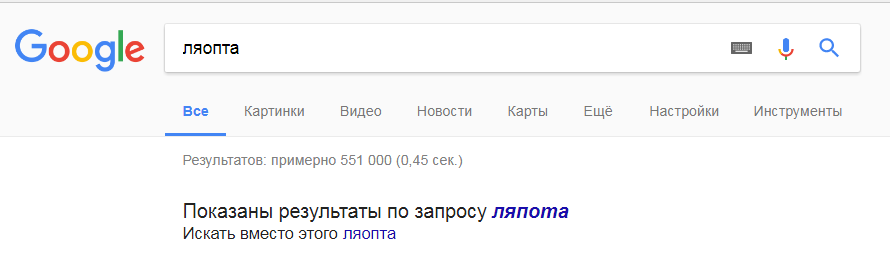 Google ляопта
Все Картинки Видео Новости Карты Ещё Настройки Инструменты
Результатов: примерно 551 000 (0,45 сек.)
Показаны результаты по запросу ляпота
Искать вместо этого ляопта